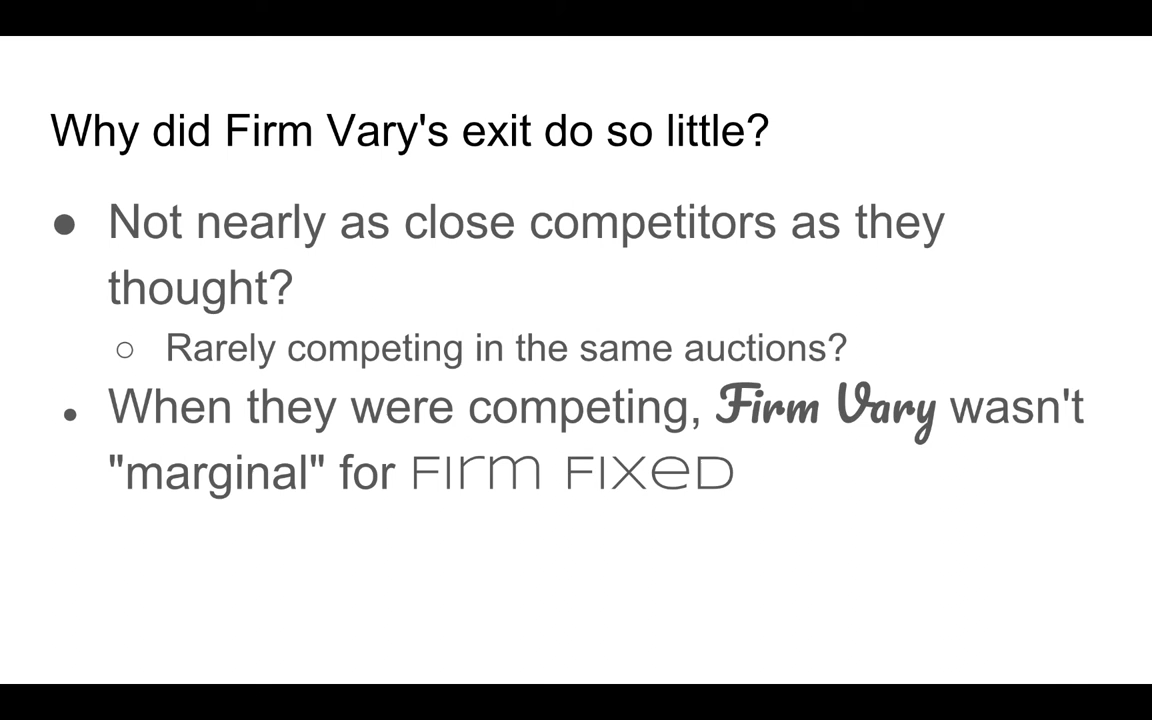 Why did Firm Vary's exit do so little?
● Not nearly as close competitors as they
thought?
○ Rarely competing in the same auctions?
● When they were competing, Firm Vary wasn't
"marginal" for Firm Fixed